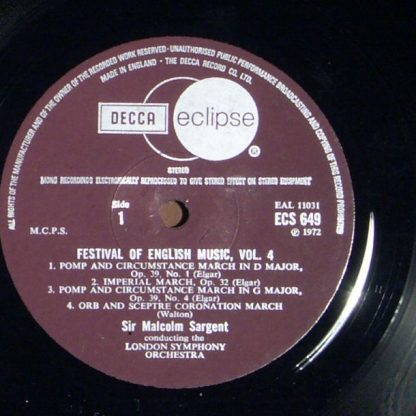 ALL RIGHTS OF THE MANUFACTURER AND OF THE OWNER OF THE RECORDED WORK RESERVED · UNAUTHORISED PUBLIC PERFORMANCE BROADCASTING AND COPYING OF THIS RECORD PROHIBITED
MADE IN ENGLAND · THE DECCA RECORD CO. LTD.
DECCA eclipse
®
STEREO
MONO RECORDINGS ELECTRONICALLY REPROCESSED TO GIVE STEREO EFFECT ON STEREO EQUIPMENT
Side
1
EAL 11031
ECS 649
Ⓟ 1972
M.C.P.S.
FESTIVAL OF ENGLISH MUSIC, VOL. 4
1. POMP AND CIRCUMSTANCE MARCH IN D MAJOR,
Op. 39, No. 1 (Elgar)
2. IMPERIAL MARCH, Op. 32 (Elgar)
3. POMP AND CIRCUMSTANCE MARCH IN G MAJOR,
Op. 39, No. 4 (Elgar)
4. ORB AND SCEPTRE CORONATION MARCH
(Walton)
Sir Malcolm Sargent
conducting the
LONDON SYMPHONY
ORCHESTRA